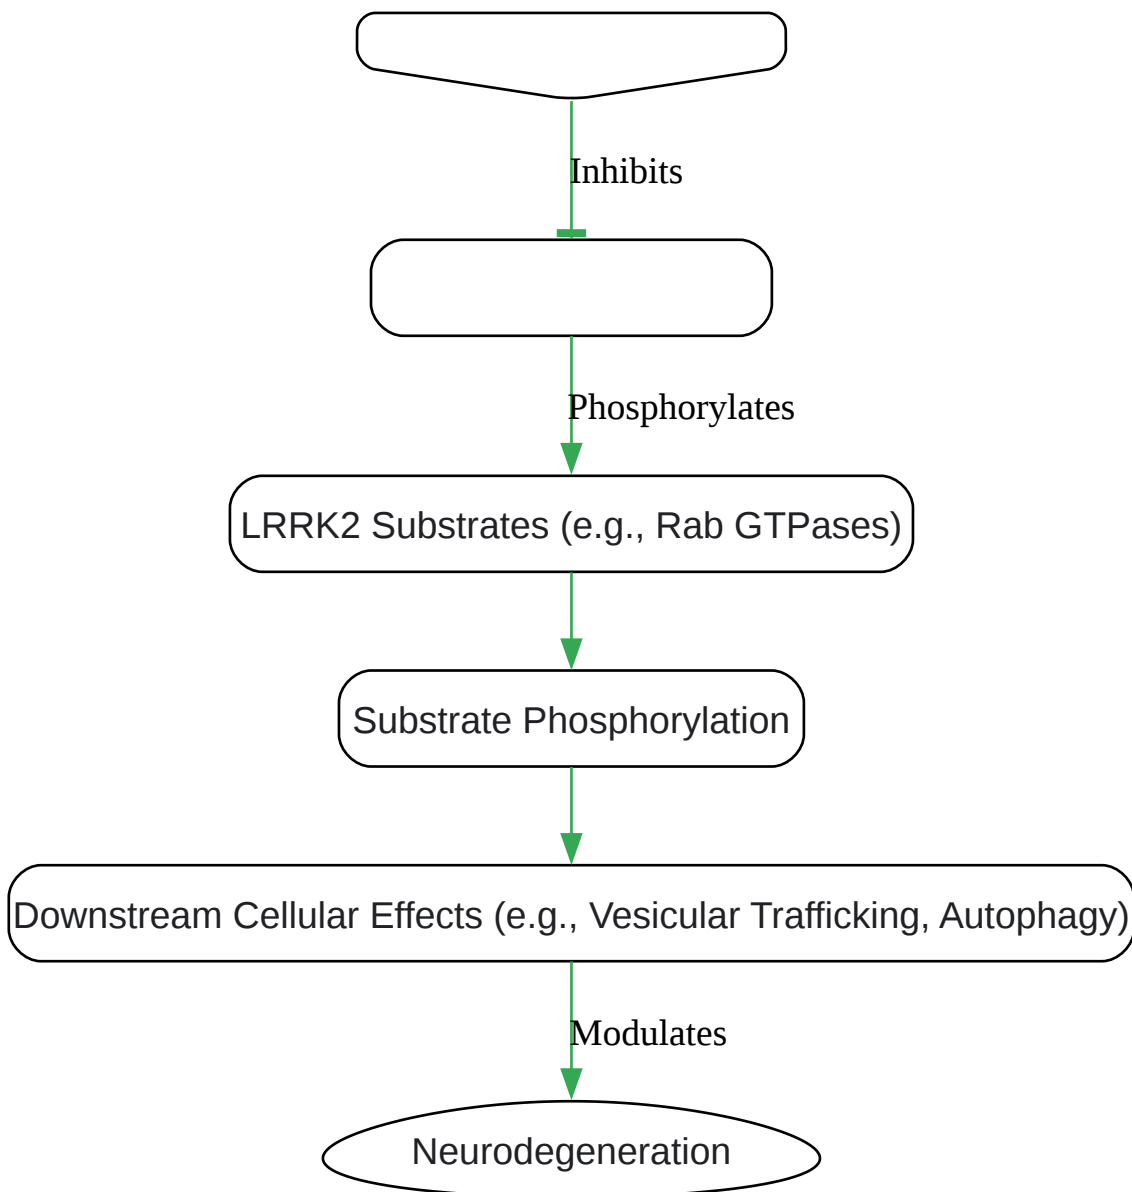 Inhibits
Phosphorylates
LRRK2 Substrates (e.g., Rab GTPases)
Substrate Phosphorylation
Downstream Cellular Effects (e.g., Vesicular Trafficking, Autophagy)
Modulates
Neurodegeneration